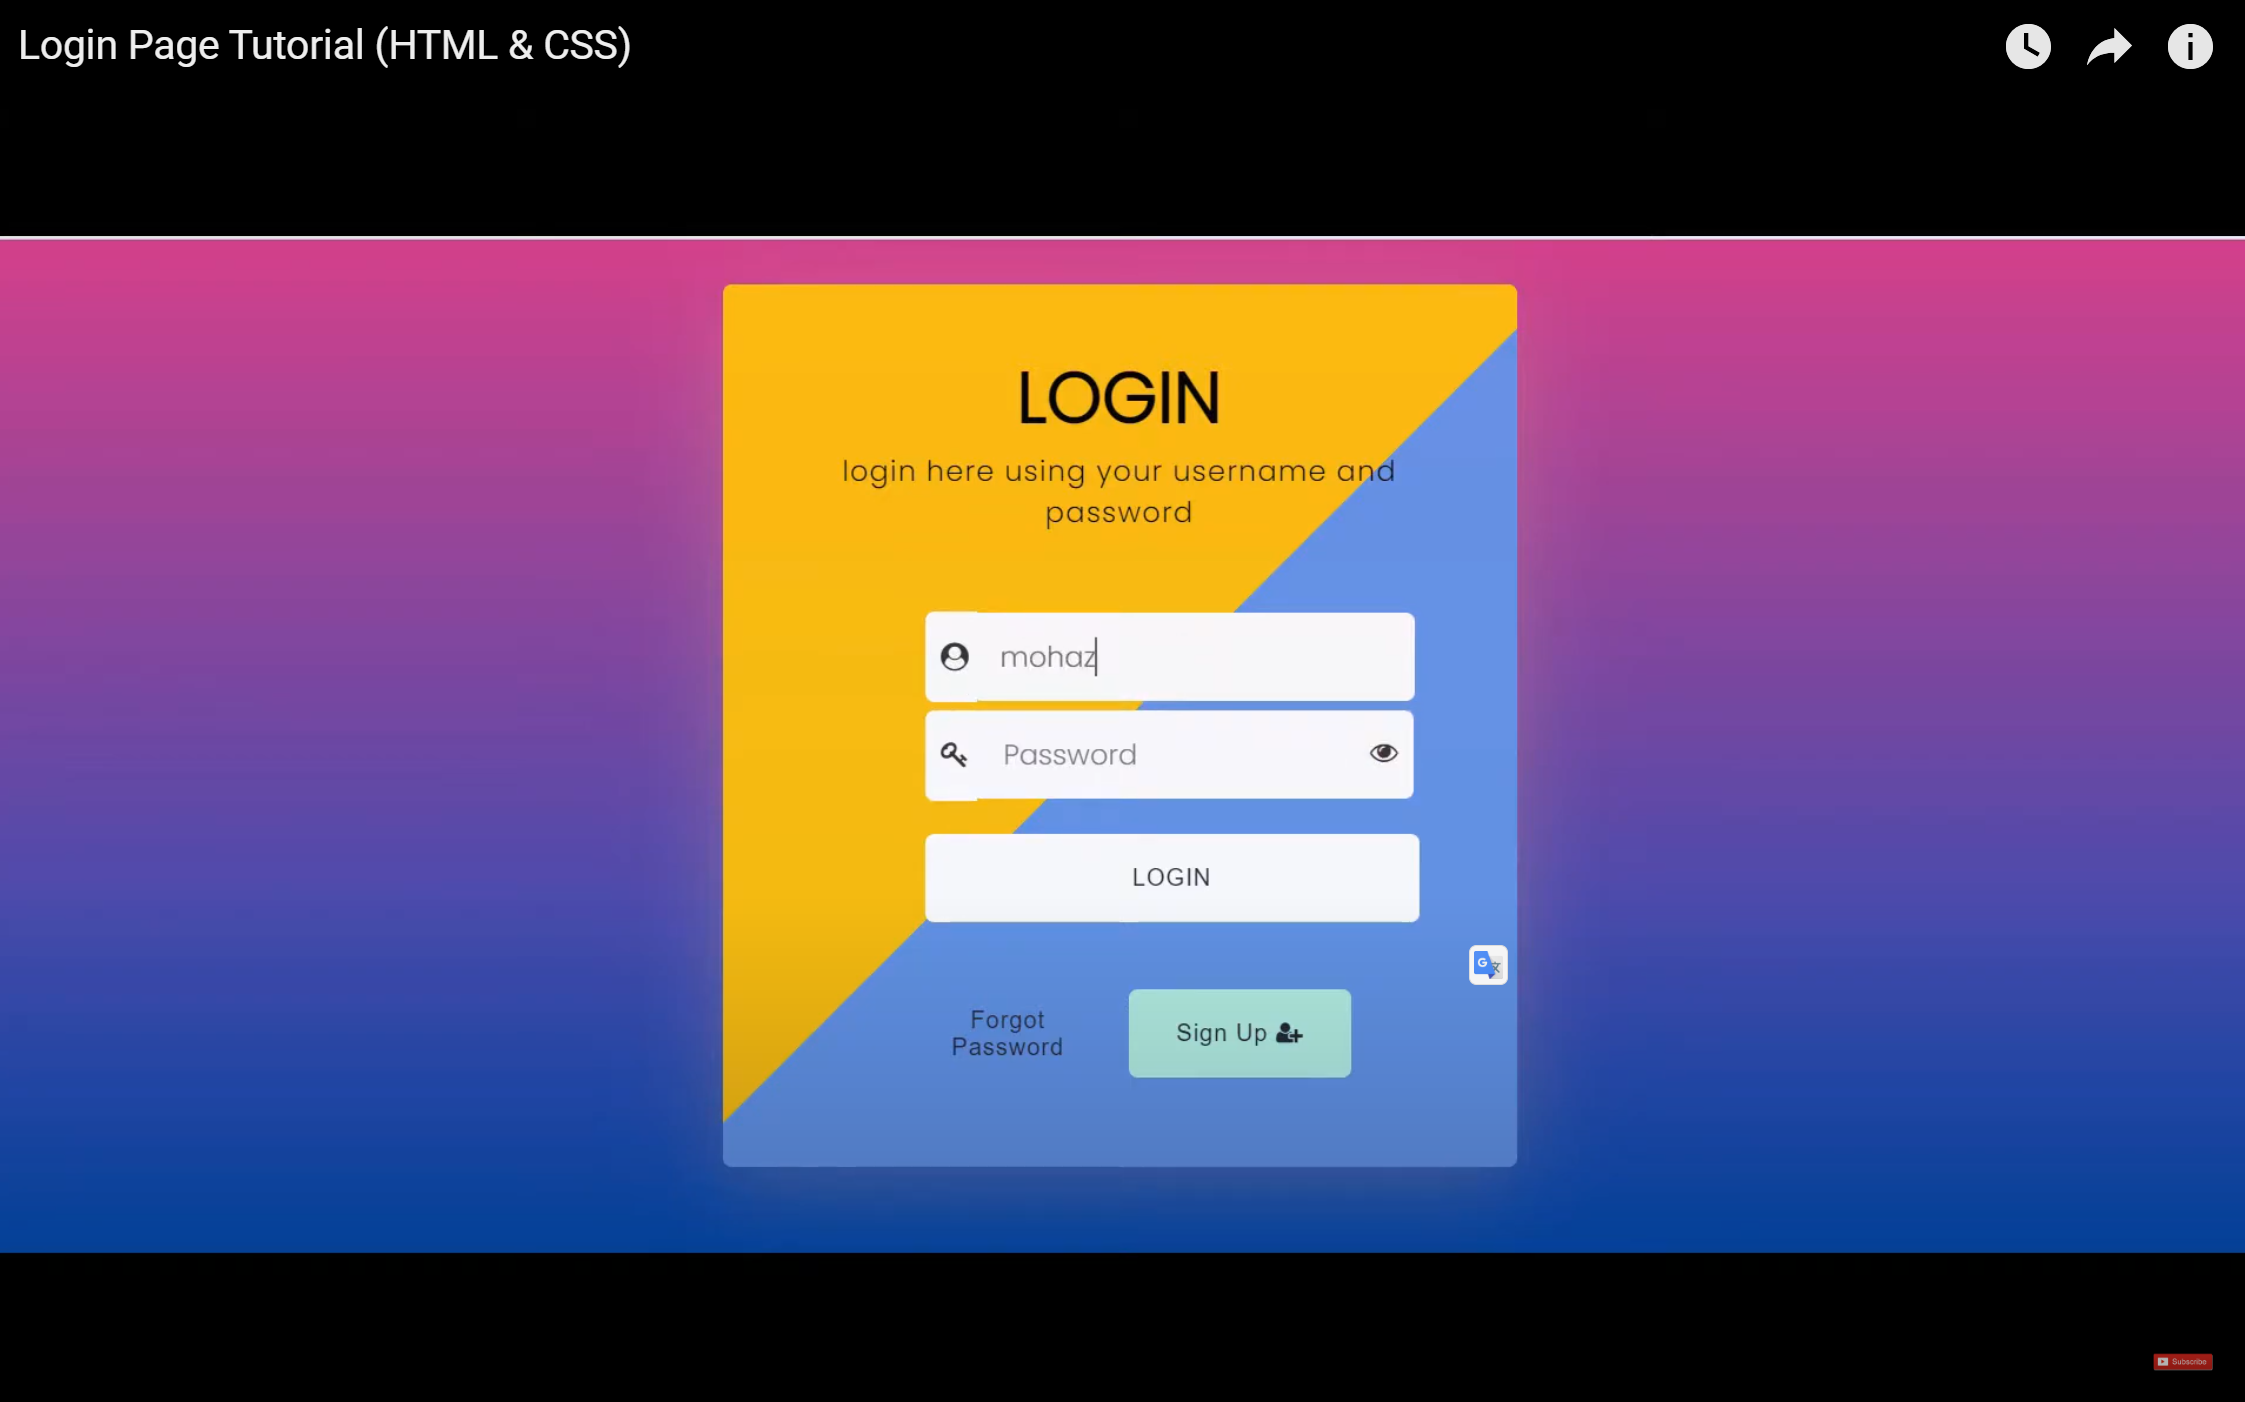 Login Page Tutorial (HTML & CSS)
LOGIN
login here using your username and
password
mohaz
Password
LOGIN
Forgot
Password
Sign Up
Subscribe